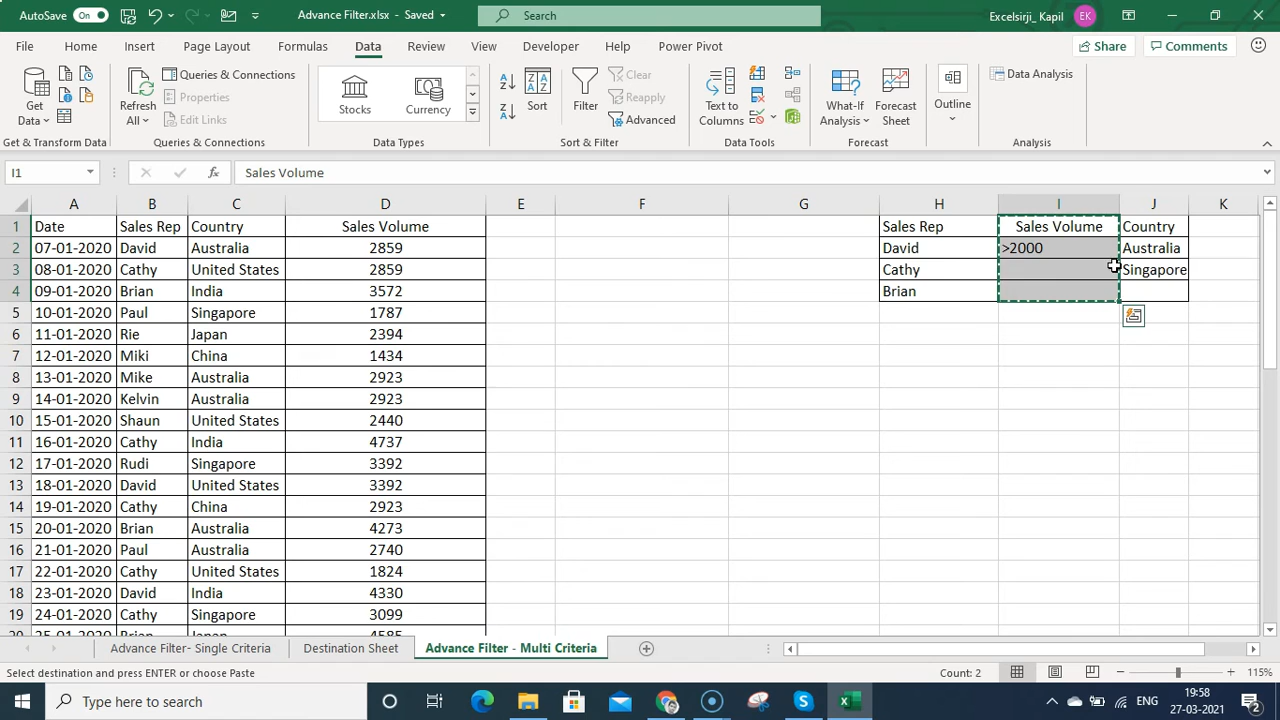 AutoSave On Advance Filter.xlsx - Saved Search Excelsirji_ Kapil EK
File Home Insert Page Layout Formulas Data Review View Developer Help Power Pivot Share Comments
Get Data Refresh All Queries & Connections Properties Edit Links Stocks Currency Sort Filter Clear Reapply Advanced Text to Columns What-If Analysis Forecast Sheet Outline Data Analysis
Get & Transform Data Queries & Connections Data Types Sort & Filter Data Tools Forecast Analysis
I1 fx Sales Volume
A B C D E F G H I J K
1 Date Sales Rep Country Sales Volume Sales Rep Sales Volume Country
2 07-01-2020 David Australia 2859 David >2000 Australia
3 08-01-2020 Cathy United States 2859 Cathy Singapore
4 09-01-2020 Brian India 3572 Brian
5 10-01-2020 Paul Singapore 1787
6 11-01-2020 Rie Japan 2394
7 12-01-2020 Miki China 1434
8 13-01-2020 Mike Australia 2923
9 14-01-2020 Kelvin Australia 2923
10 15-01-2020 Shaun United States 2440
11 16-01-2020 Cathy India 4737
12 17-01-2020 Rudi Singapore 3392
13 18-01-2020 David United States 3392
14 19-01-2020 Cathy China 2923
15 20-01-2020 Brian Australia 4273
16 21-01-2020 Paul Australia 2740
17 22-01-2020 Cathy United States 1824
18 23-01-2020 David India 4330
19 24-01-2020 Cathy Singapore 3099
20 25-01-2020 Brian Japan 4585
Advance Filter- Single Criteria Destination Sheet Advance Filter - Multi Criteria
Select destination and press ENTER or choose Paste Count: 2 115%
Type here to search ENG 19:58
27-03-2021 2